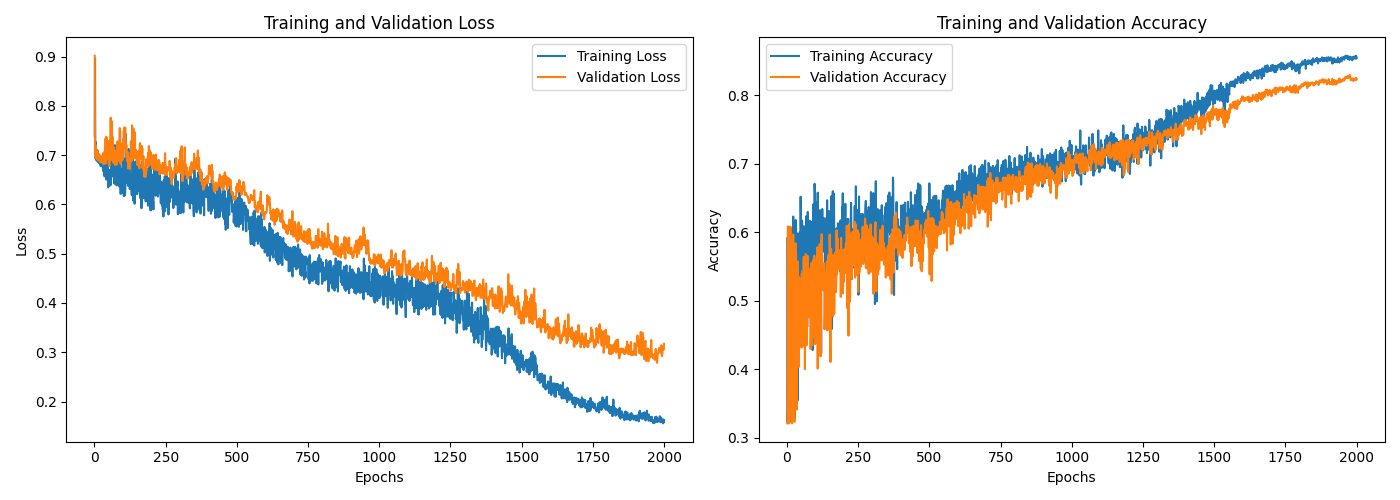 Training and Validation Loss
Training Loss
Validation Loss
0.9
0.8
0.7
0.6
0.5
0.4
0.3
0.2
Loss
0 250 500 750 1000 1250 1500 1750 2000
Epochs
Training and Validation Accuracy
Training Accuracy
Validation Accuracy
0.8
0.7
0.6
0.5
0.4
0.3
Accuracy
0 250 500 750 1000 1250 1500 1750 2000
Epochs